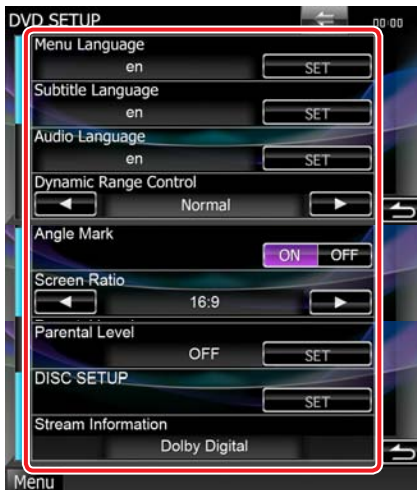 DVD SETUP 00:00
Menu Language
en SET
Subtitle Language
en SET
Audio Language
en SET
Dynamic Range Control
Normal
Angle Mark
ON OFF
Screen Ratio
16:9
Parental Level
OFF SET
DISC SETUP
SET
Stream Information
Dolby Digital
Menu